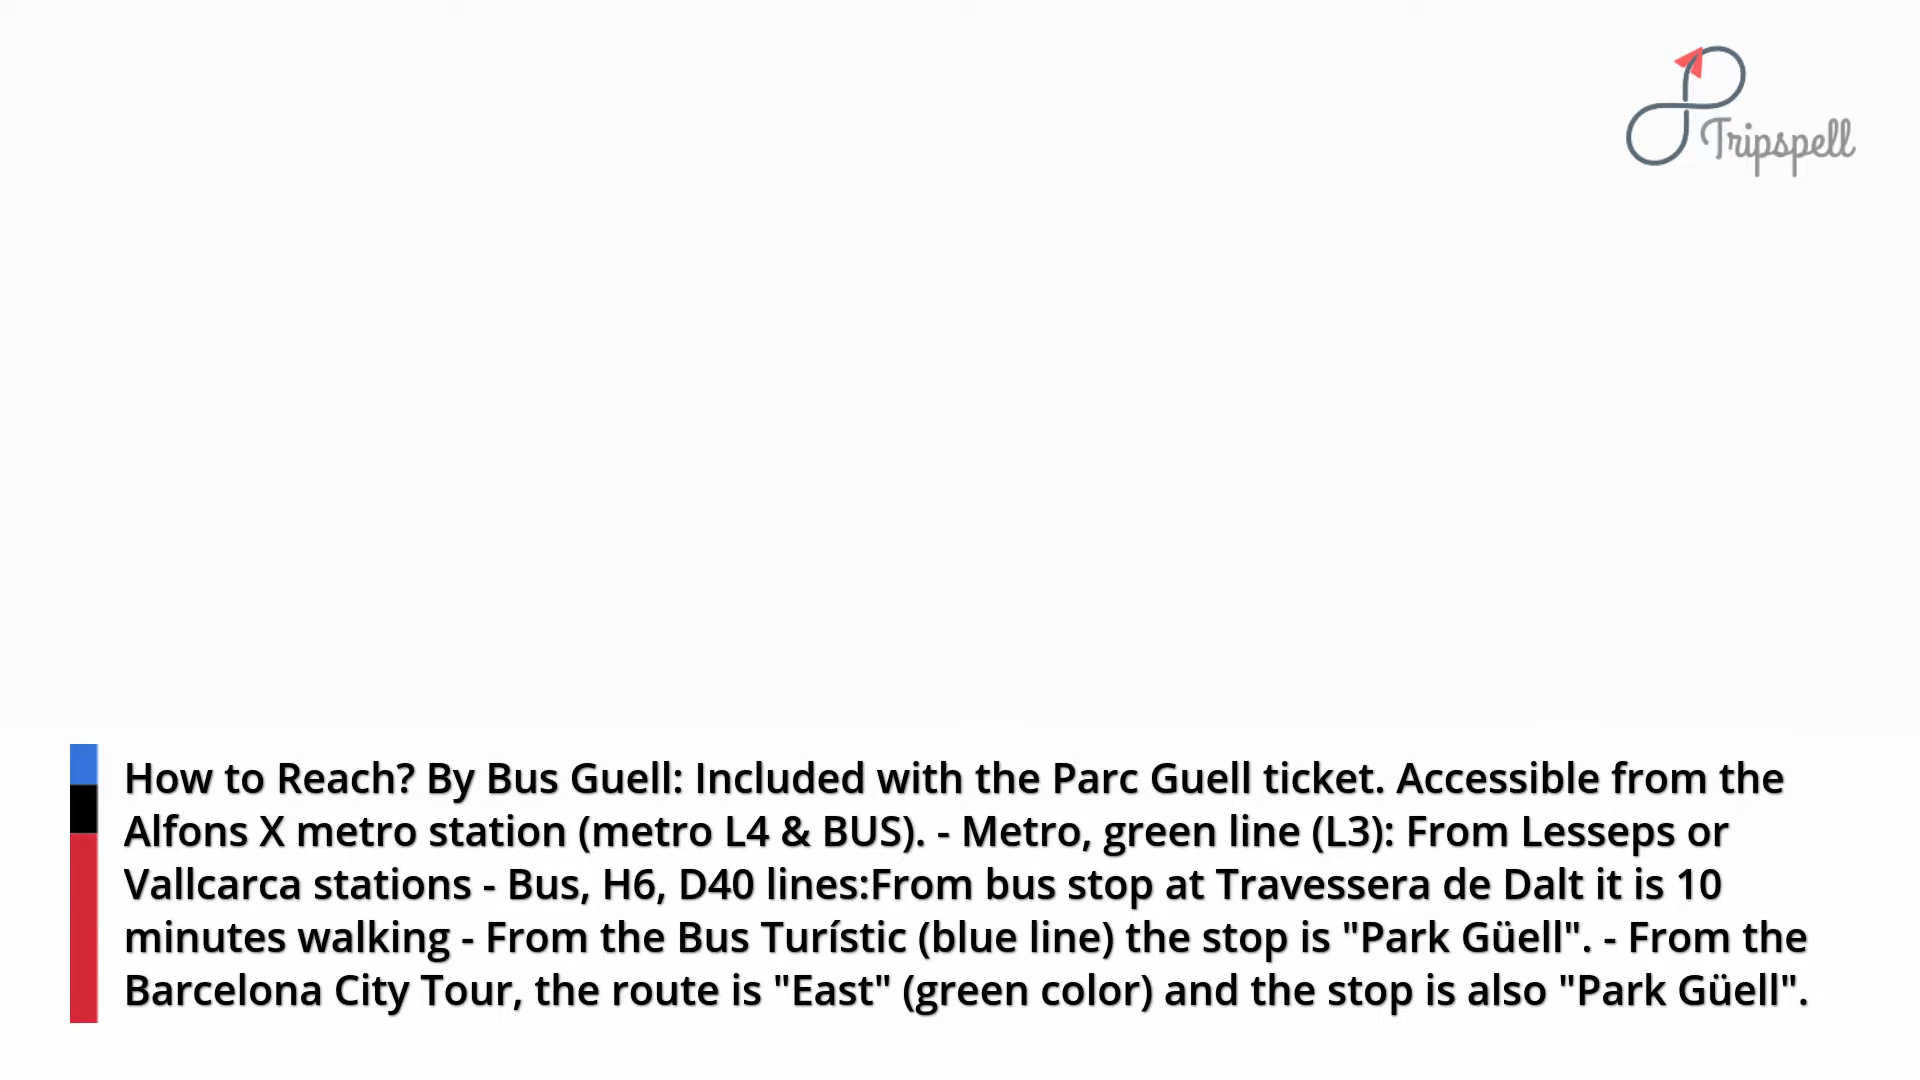 Tripspell
How to Reach? By Bus Guell: Included with the Parc Guell ticket. Accessible from the
Alfons X metro station (metro L4 & BUS). - Metro, green line (L3): From Lesseps or
Vallcarca stations - Bus, H6, D40 lines:From bus stop at Travessera de Dalt it is 10
minutes walking - From the Bus Turístic (blue line) the stop is "Park Güell". - From the
Barcelona City Tour, the route is "East" (green color) and the stop is also "Park Güell".